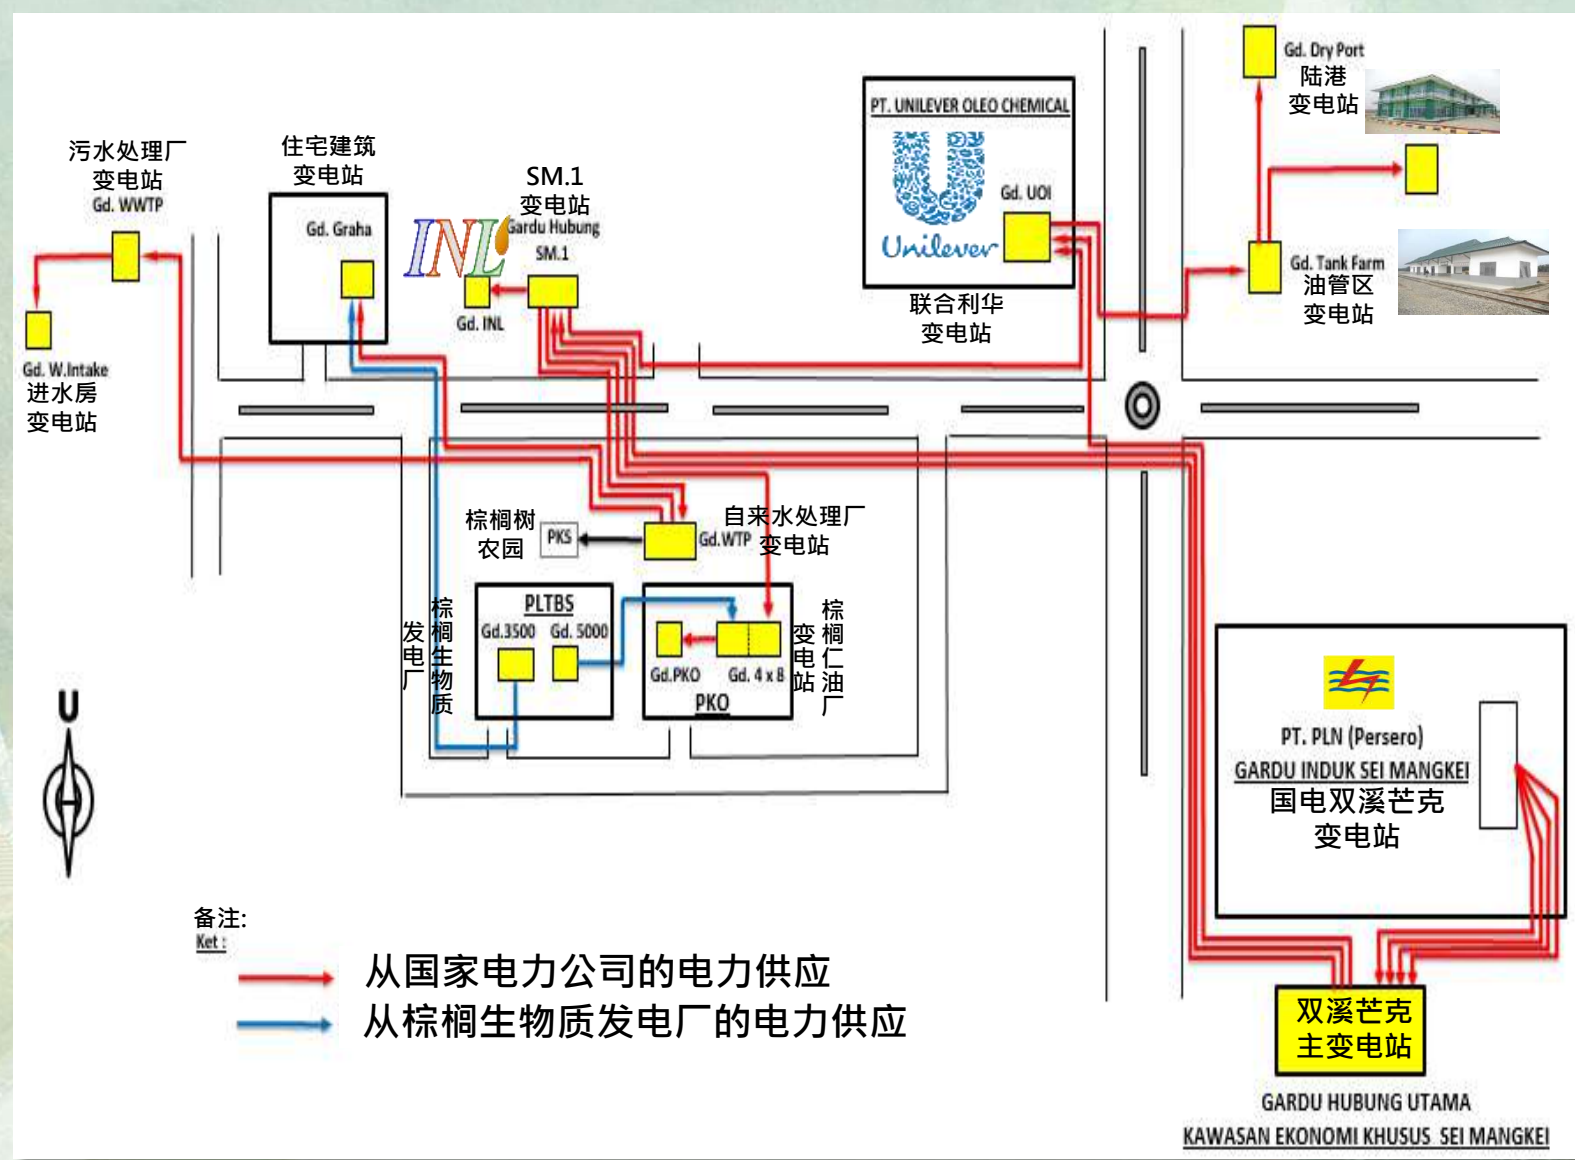 Gd. Dry Port
陆港
变电站
PT. UNILEVER OLEO CHEMICAL
Gd. UOI
Unilever
联合利华
变电站
Gd. Tank Farm
油管区
变电站
污水处理厂
变电站
Gd. WWTP
住宅建筑
变电站
Gd. Graha
SM.1
变电站
INL
Gardu Hubung
SM.1
Gd. INL
Gd. W.Intake
进水房
变电站
棕榈树
农园
PKS
自来水处理厂
Gd.WTP
变电站
棕榈生物质
发电厂
PLTBS
Gd.3500
Gd. 5000
Gd.PKO
Gd. 4 x 8
PKO
棕榈仁油厂
变电站
PT. PLN (Persero)
GARDU INDUK SEI MANGKEI
国电双溪芒克
变电站
U
备注:
Ket :
从国家电力公司的电力供应
从棕榈生物质发电厂的电力供应
双溪芒克
主变电站
GARDU HUBUNG UTAMA
KAWASAN EKONOMI KHUSUS SEI MANGKEI